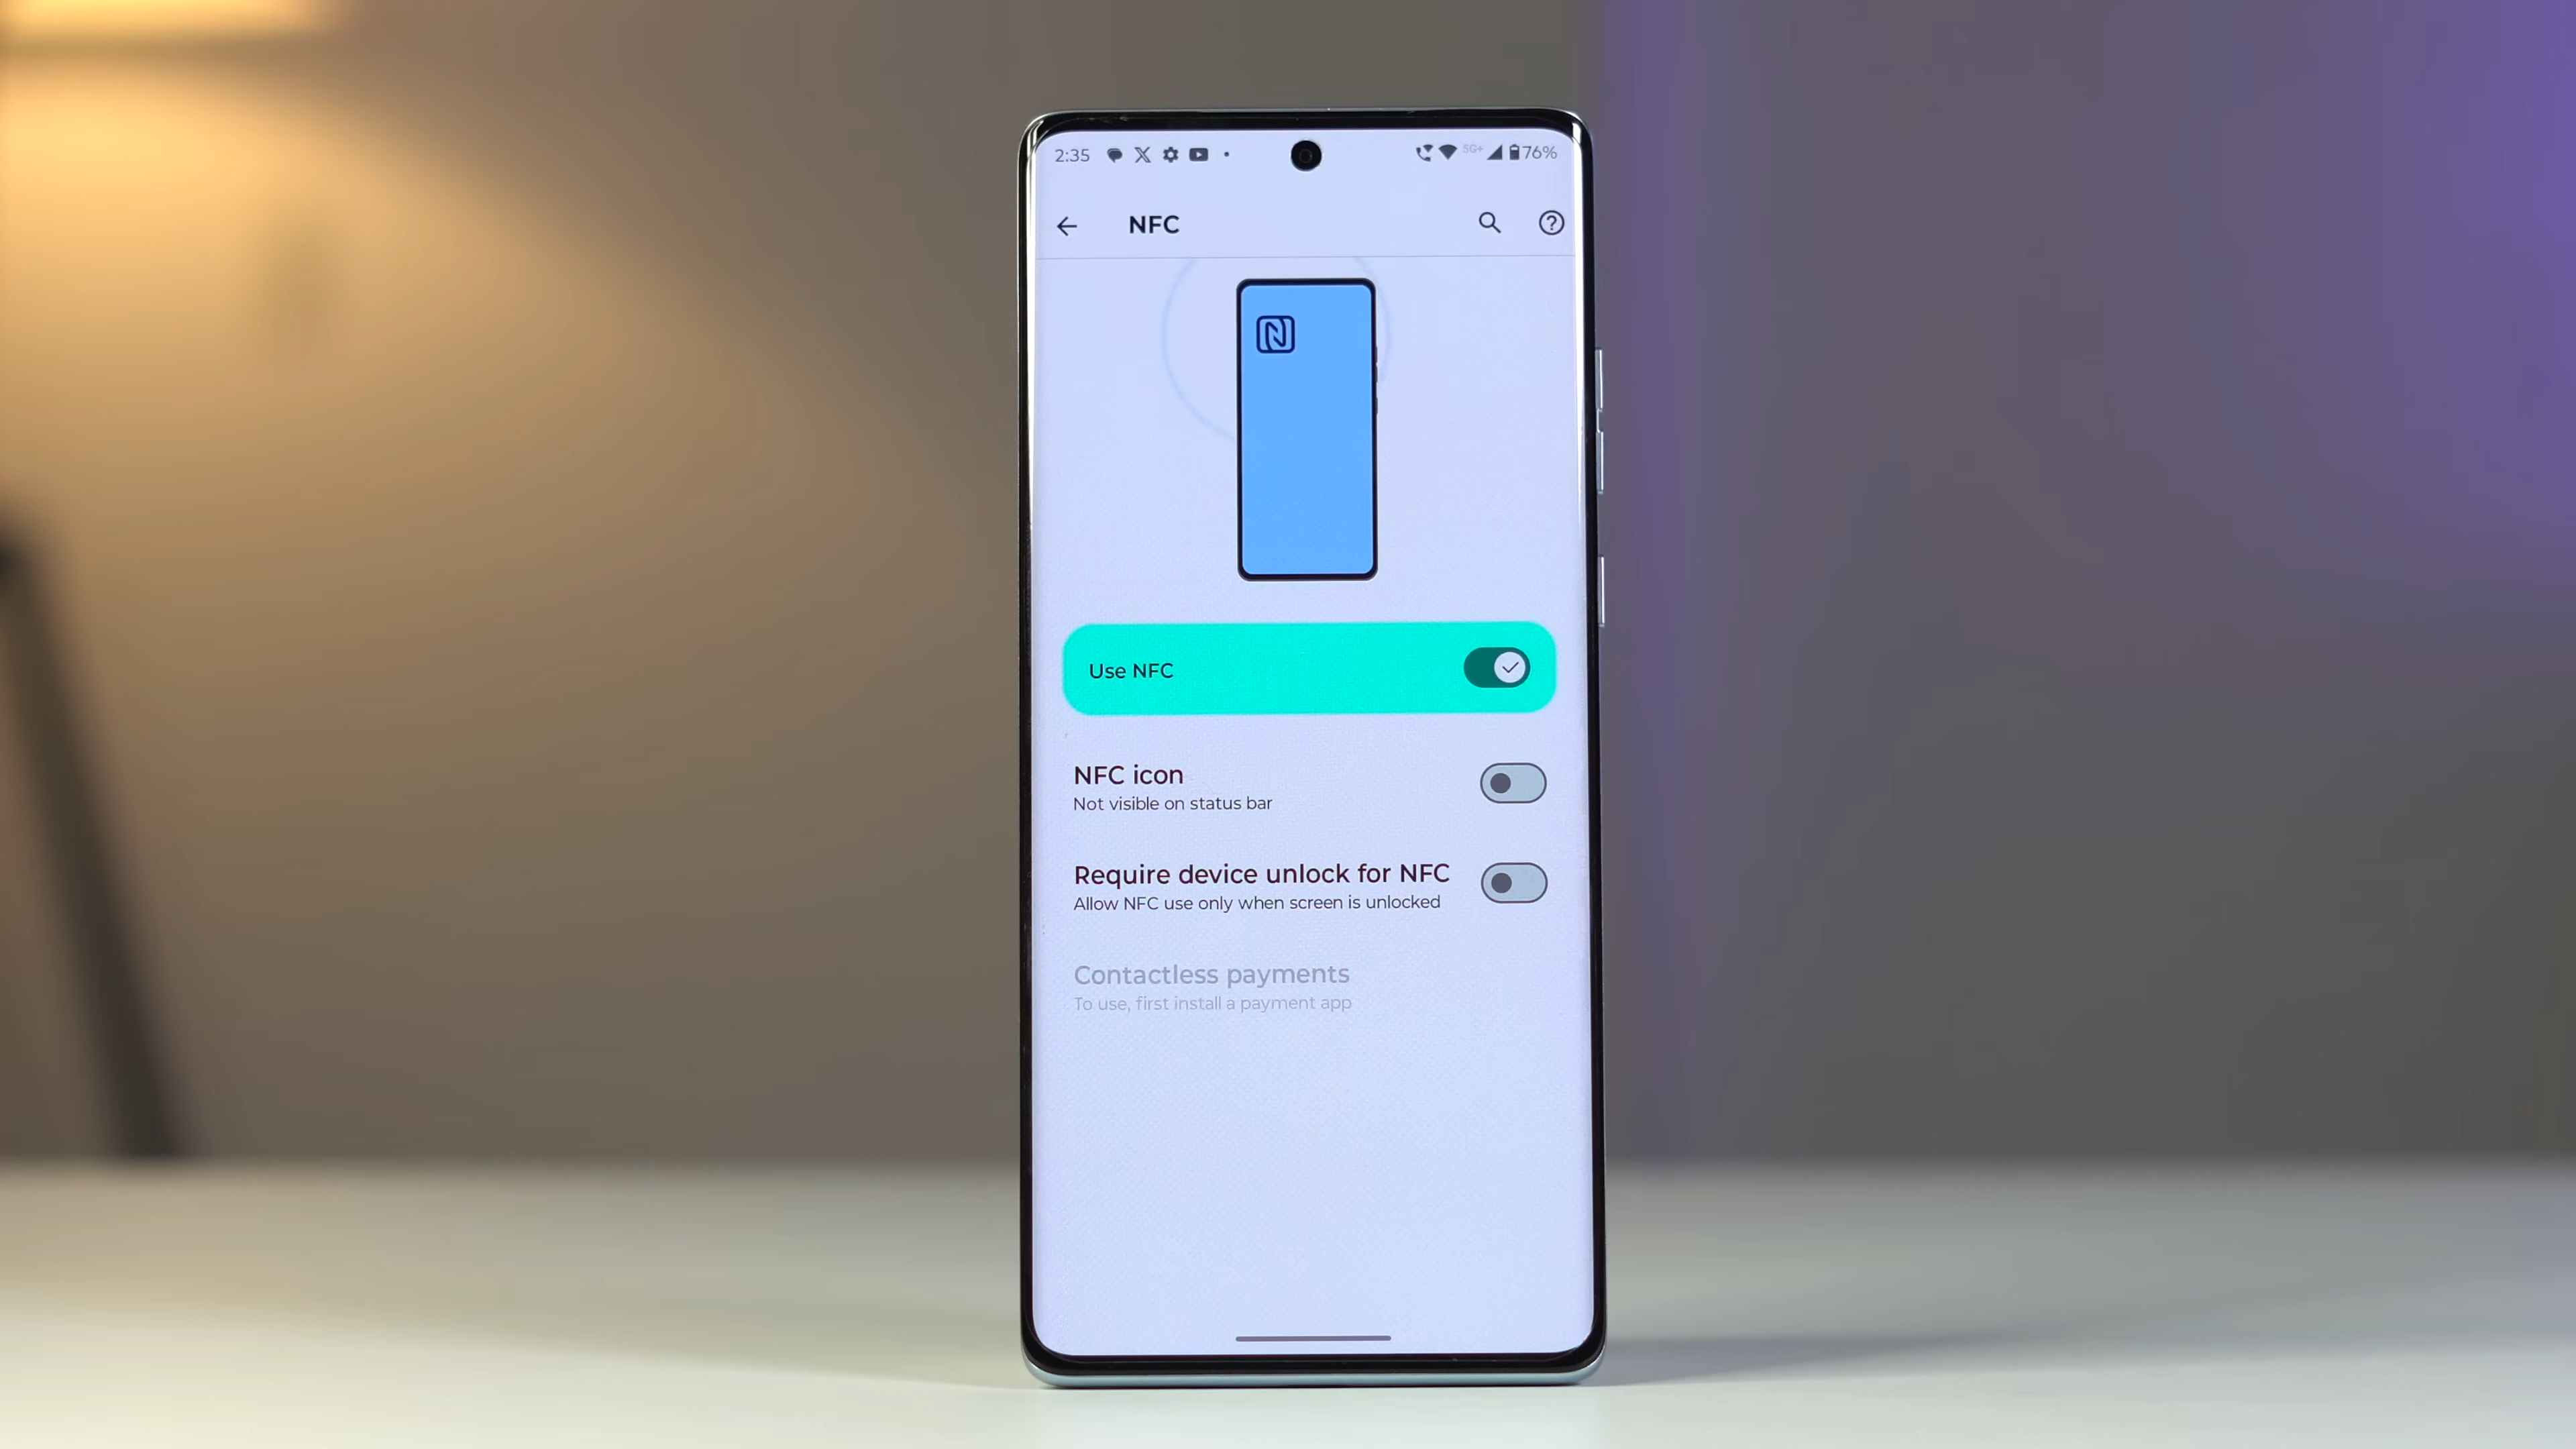 2:35 5G+ 76%
NFC
Use NFC
NFC icon
Not visible on status bar
Require device unlock for NFC
Allow NFC use only when screen is unlocked
Contactless payments
To use, first install a payment app